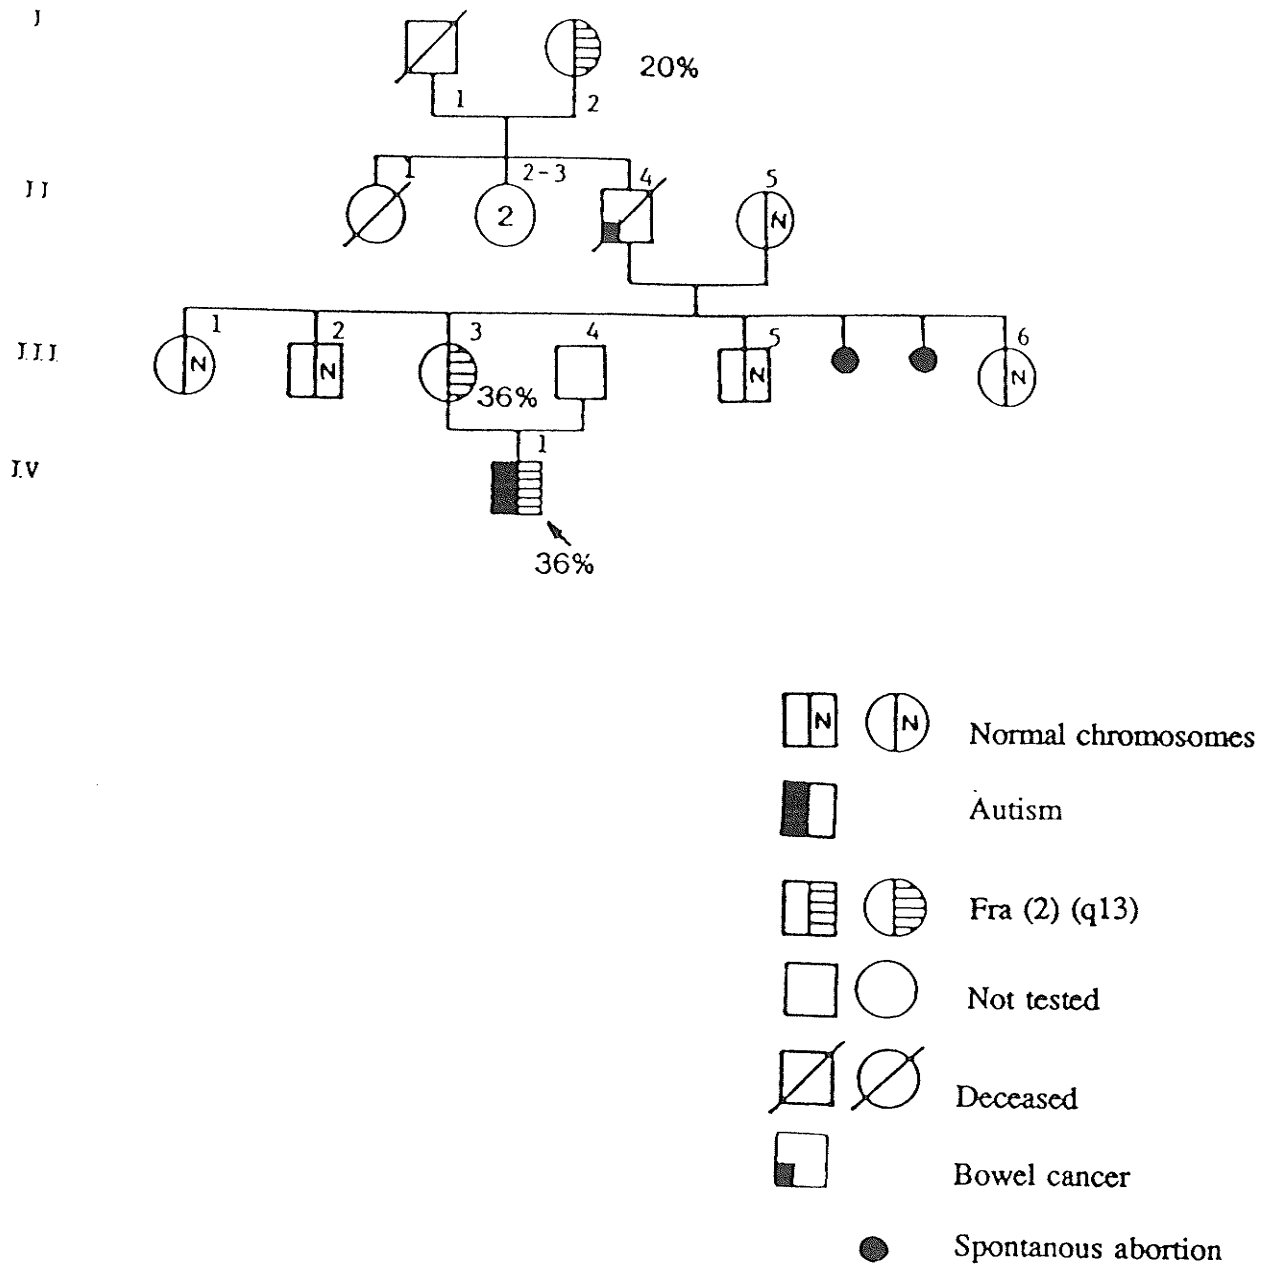 I
20%
1 2
1 2-3 4 5
II
2 N
1 2 3 4 5 6
III
N N N N
36%
1
IV
36%
N N Normal chromosomes
Autism
Fra (2) (q13)
Not tested
Deceased
Bowel cancer
Spontanous abortion